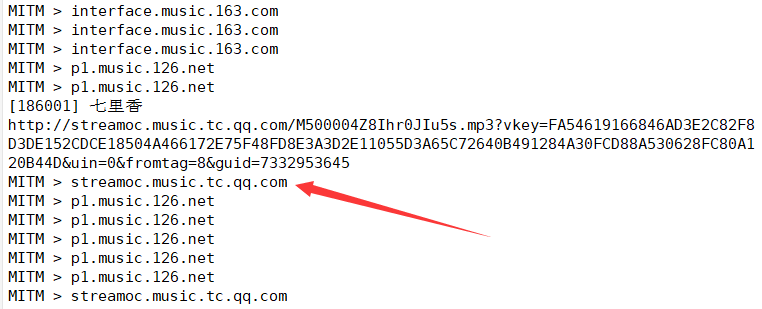 MITM > interface.music.163.com
MITM > interface.music.163.com
MITM > interface.music.163.com
MITM > p1.music.126.net
MITM > p1.music.126.net
[186001] 七里香
http://streamoc.music.tc.qq.com/M500004Z8Ihr0JIu5s.mp3?vkey=FA54619166846AD3E2C82F8
D3DE152CDCE18504A466172E75F48FD8E3A3D2E11055D3A65C72640B491284A30FCD88A530628FC80A1
20B44D&uin=0&fromtag=8&guid=7332953645
MITM > streamoc.music.tc.qq.com
MITM > p1.music.126.net
MITM > p1.music.126.net
MITM > p1.music.126.net
MITM > p1.music.126.net
MITM > p1.music.126.net
MITM > streamoc.music.tc.qq.com